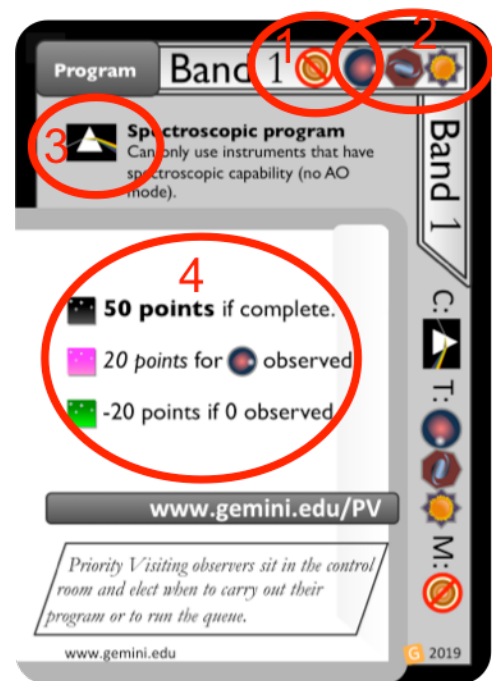 Program
Band 1
1
2
3
Spectroscopic program
Can only use instruments that have
spectroscopic capability (no AO
mode).
Band 1
C:
T:
M:
4
50 points if complete.
20 points for observed
-20 points if 0 observed
www.gemini.edu/PV
Priority Visiting observers sit in the control
room and elect when to carry out their
program or to run the queue.
www.gemini.edu
G 2019